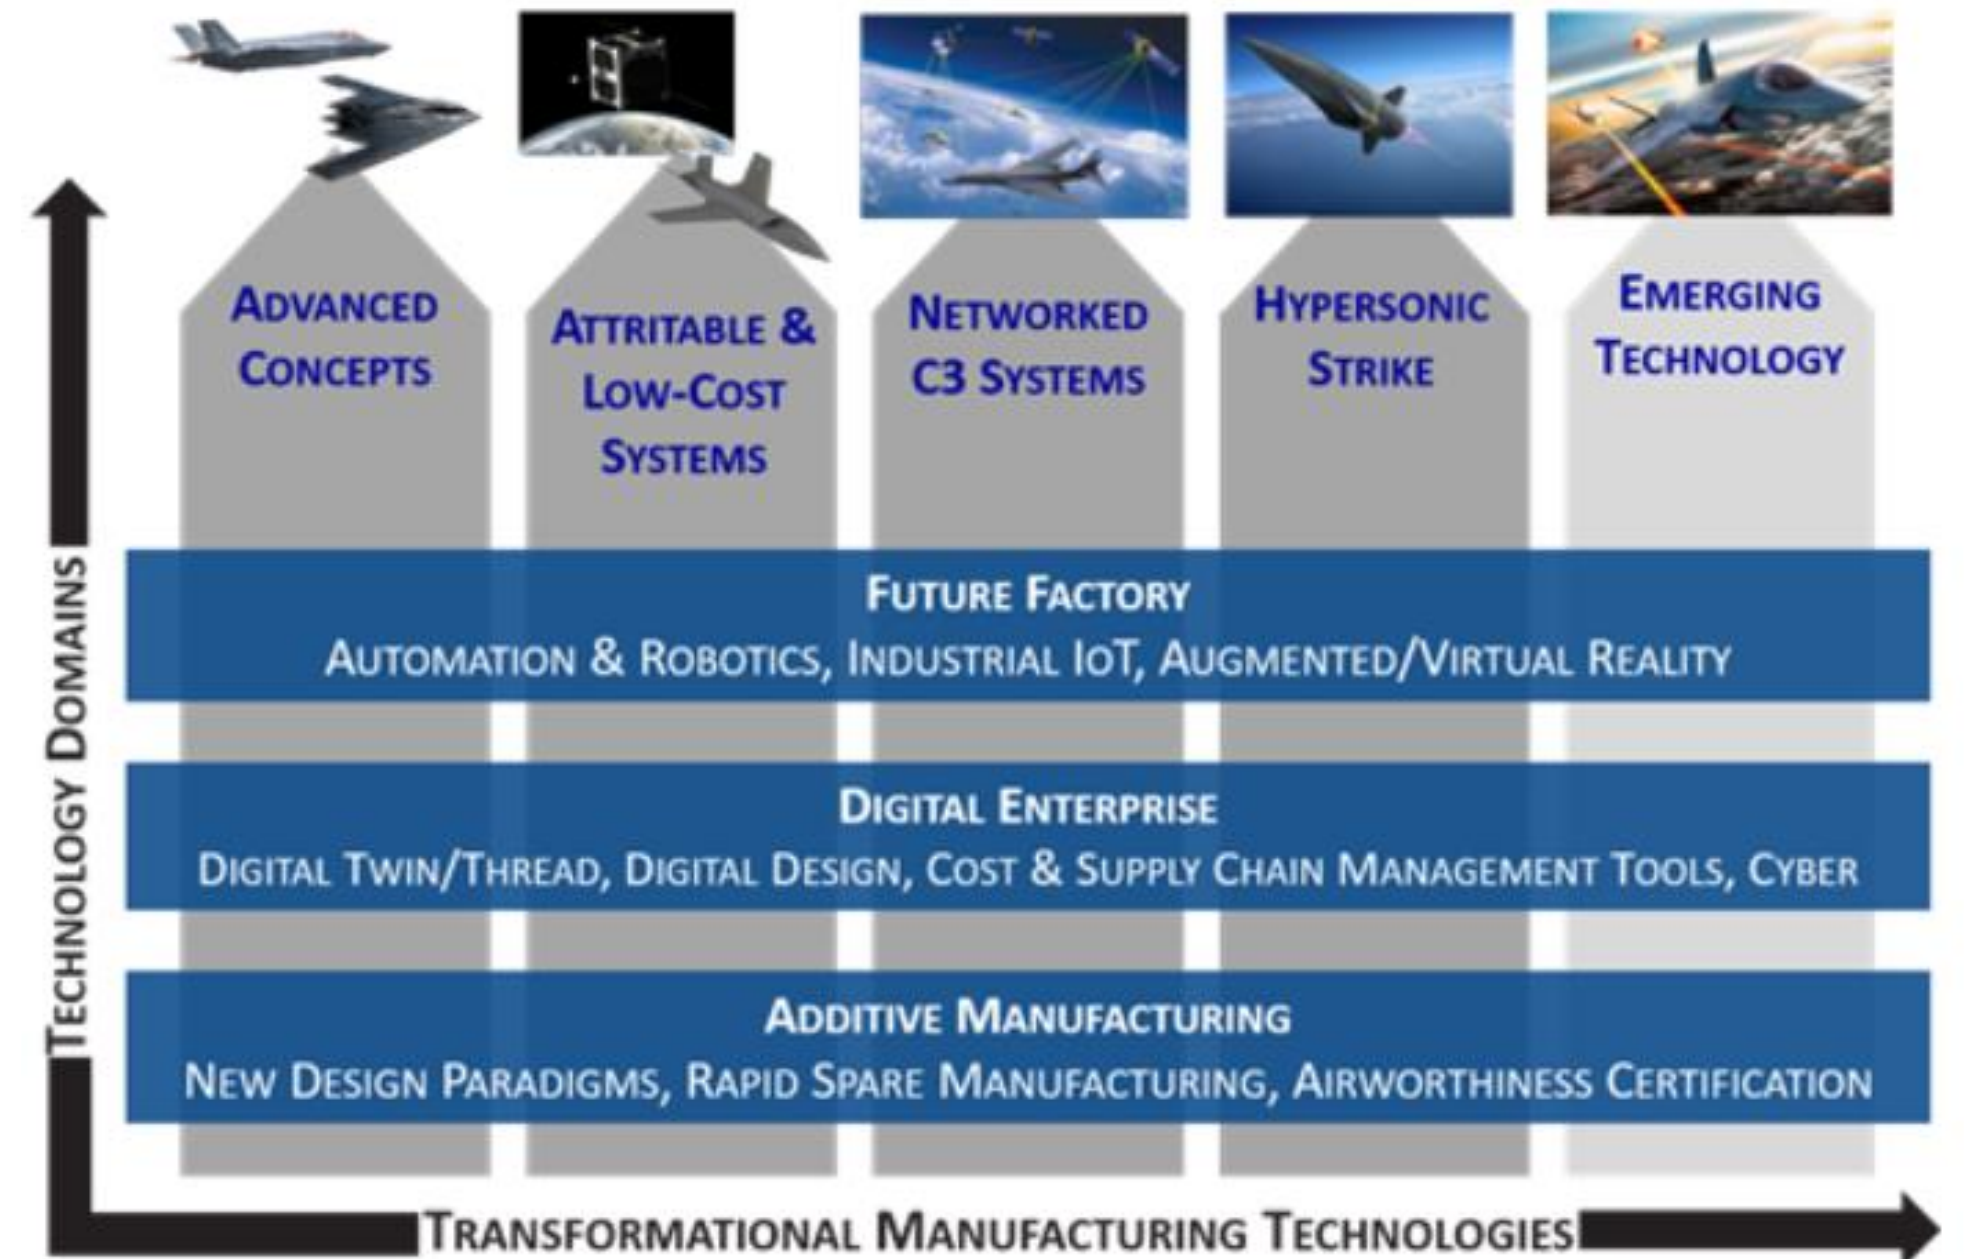 ADVANCED
CONCEPTS
ATTRITABLE &
LOW-COST
SYSTEMS
NETWORKED
C3 SYSTEMS
HYPERSONIC
STRIKE
EMERGING
TECHNOLOGY
FUTURE FACTORY
AUTOMATION & ROBOTICS, INDUSTRIAL IOT, AUGMENTED/VIRTUAL REALITY
DIGITAL ENTERPRISE
DIGITAL TWIN/THREAD, DIGITAL DESIGN, COST & SUPPLY CHAIN MANAGEMENT TOOLS, CYBER
ADDITIVE MANUFACTURING
NEW DESIGN PARADIGMS, RAPID SPARE MANUFACTURING, AIRWORTHINESS CERTIFICATION
TECHNOLOGY DOMAINS
TRANSFORMATIONAL MANUFACTURING TECHNOLOGIES